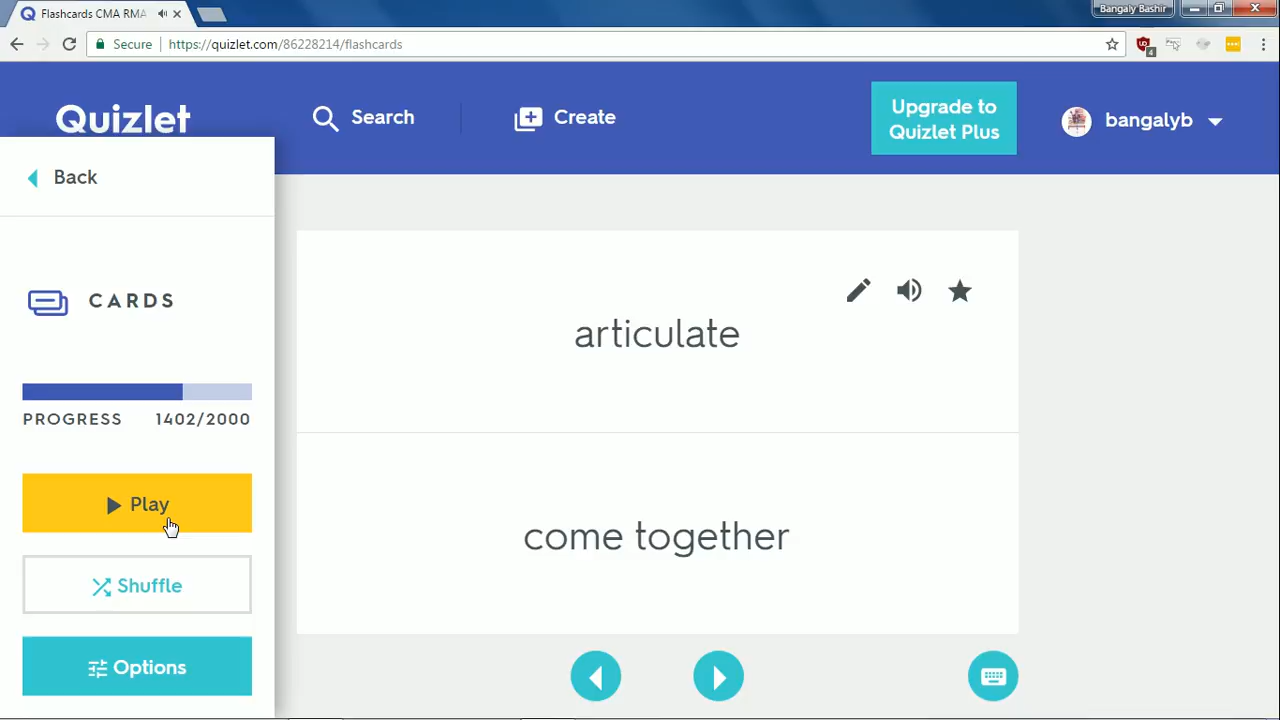 Flashcards CMA RMA
Bangaly Bashir
Secure
https://quizlet.com/86228214/flashcards
4
Quizlet
Search
Create
Upgrade to
Quizlet Plus
bangalyb
Back
CARDS
PROGRESS 1402/2000
Play
Shuffle
Options
articulate
come together